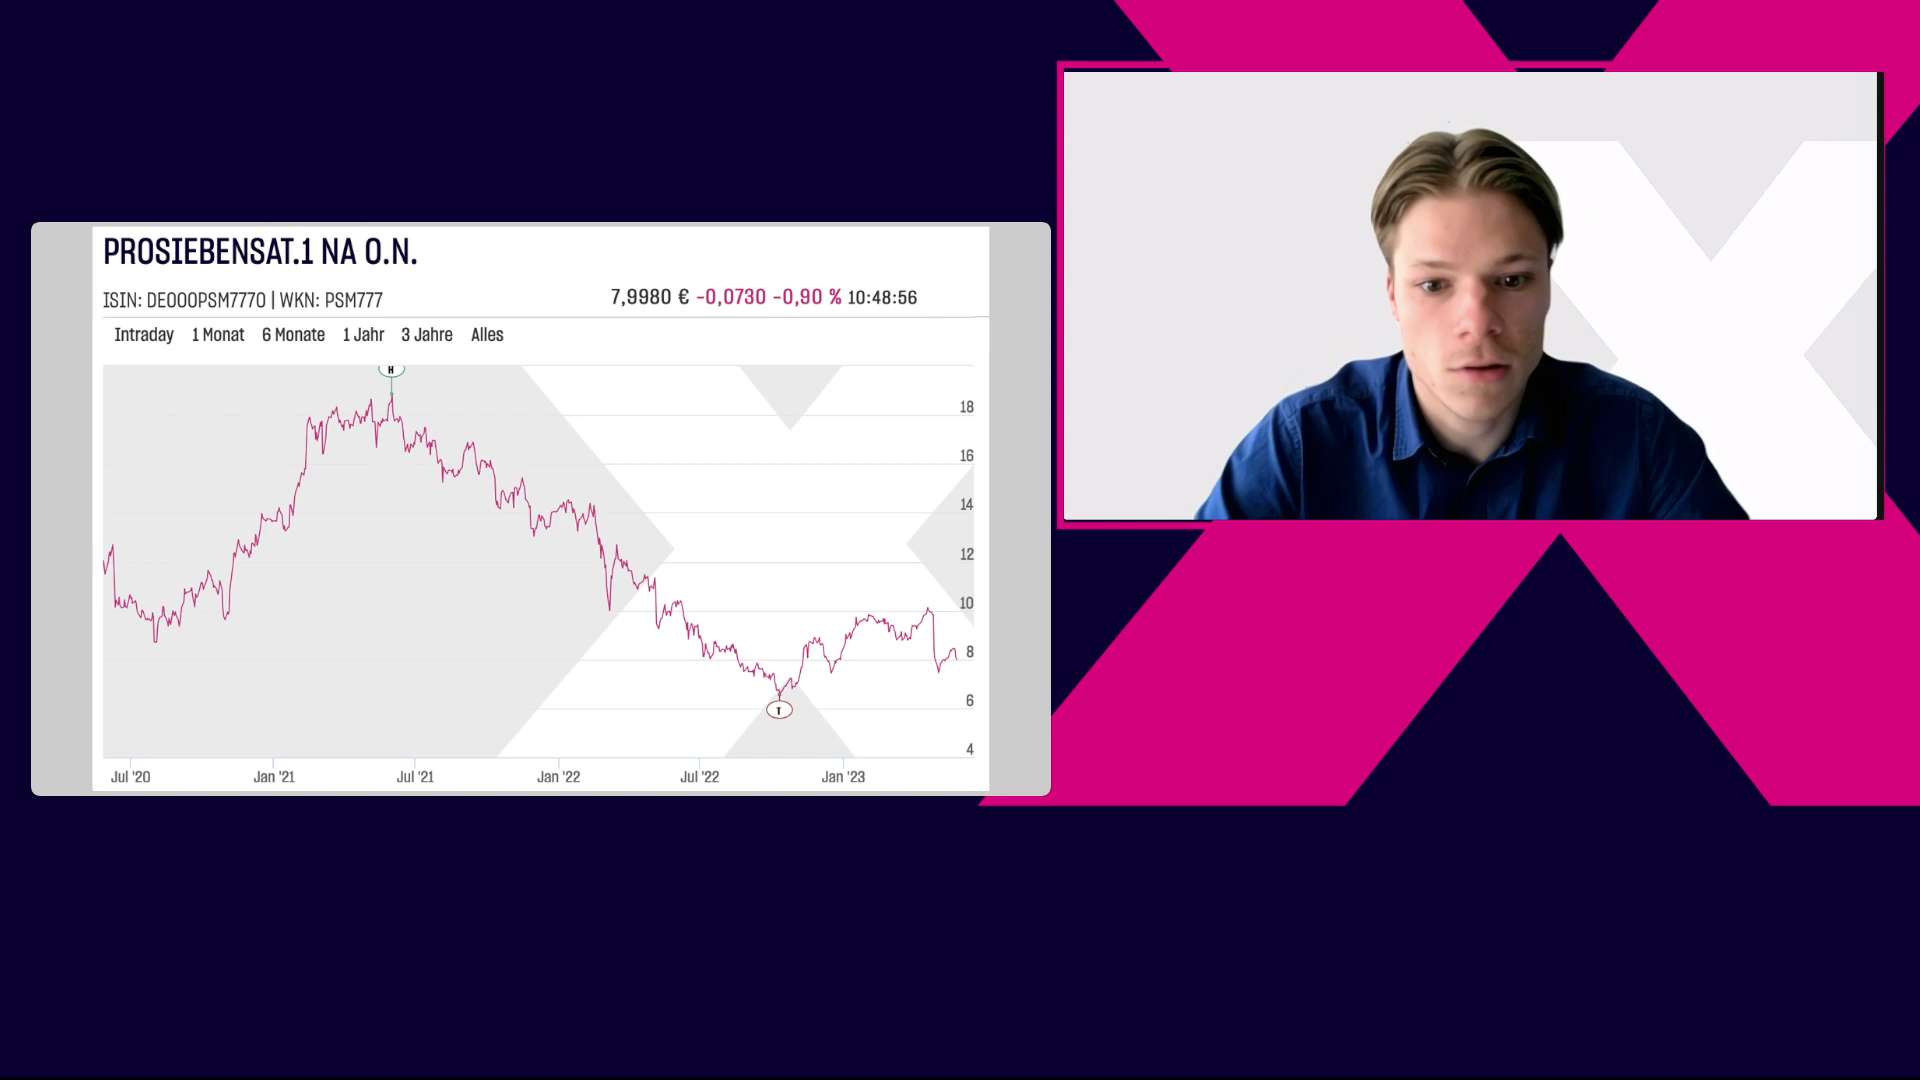 PROSIEBENSAT.1 NA O.N.
ISIN: DE000PSM7770 | WKN: PSM777
7,9980 € -0,0730 -0,90 % 10:48:56
Intraday 1 Monat 6 Monate 1 Jahr 3 Jahre Alles
H
18
16
14
12
10
8
6
T
4
Jul '20 Jan '21 Jul '21 Jan '22 Jul '22 Jan '23